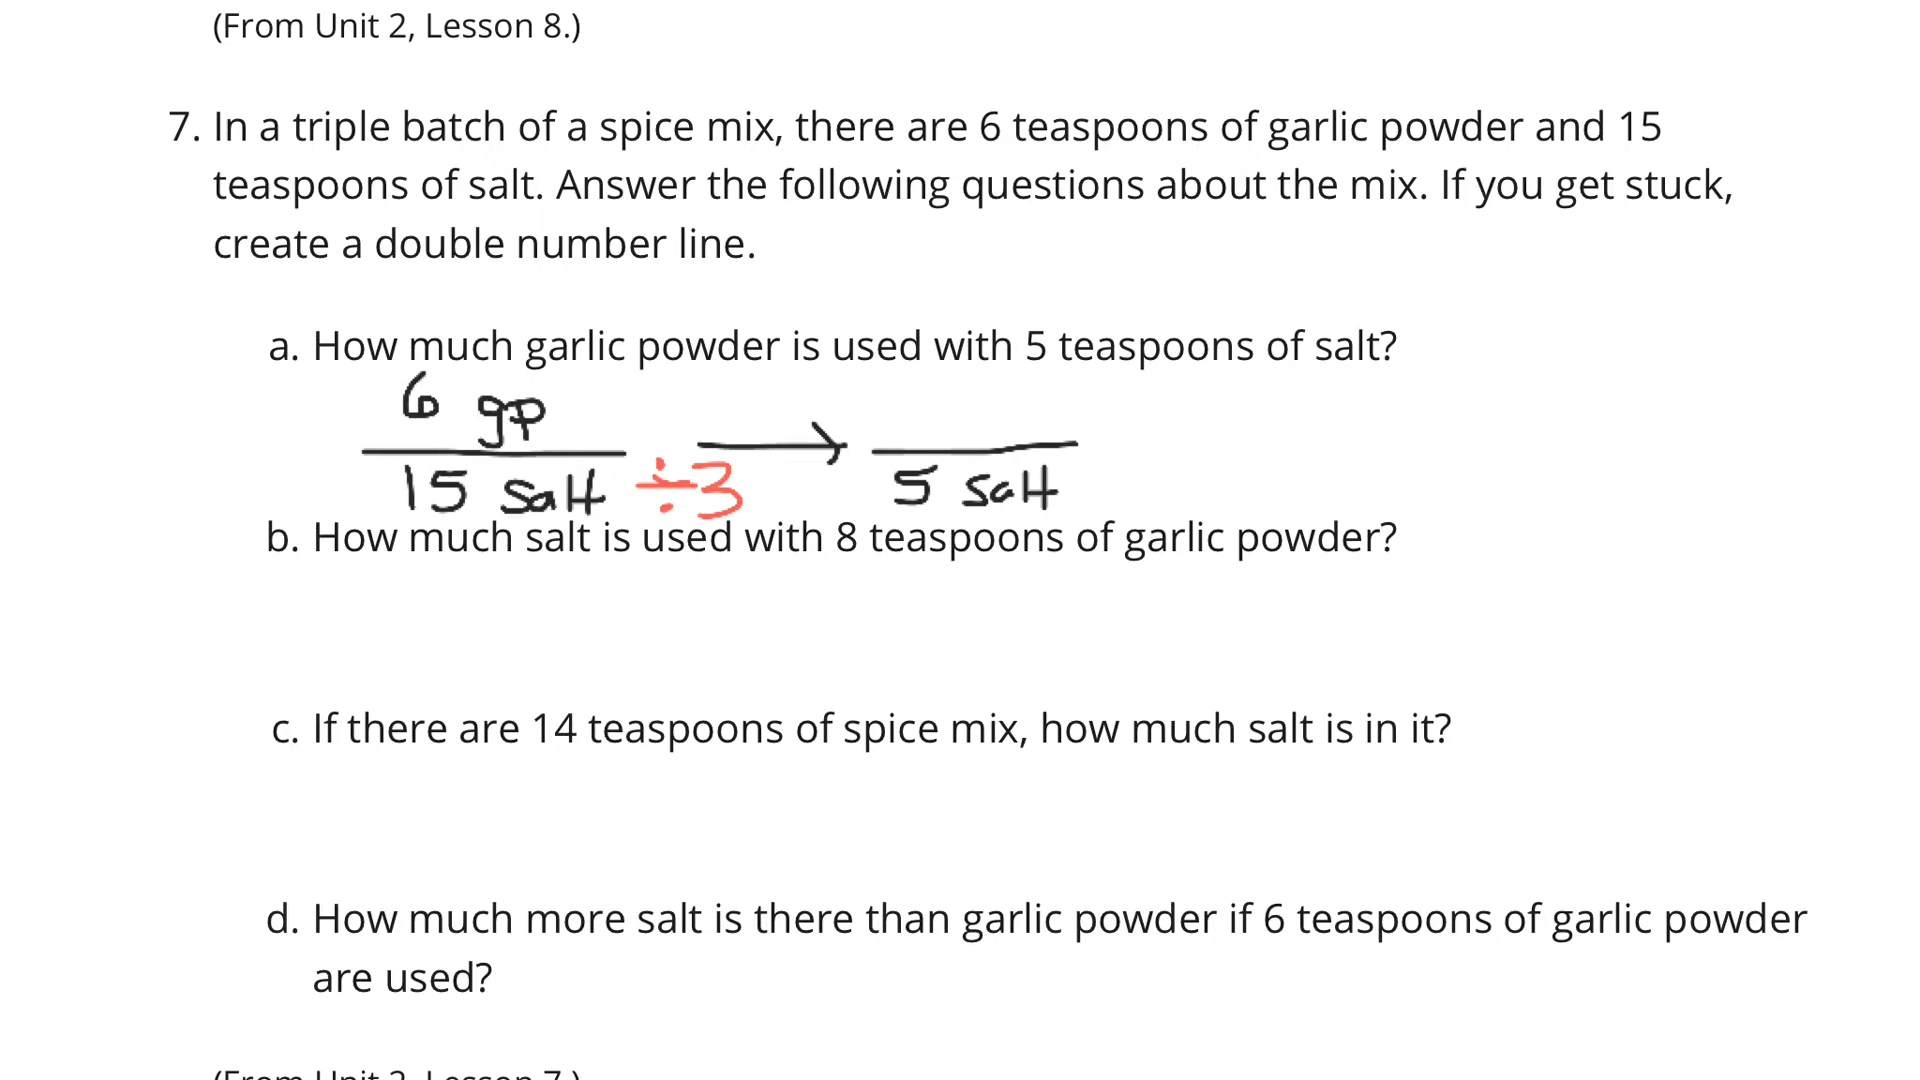 (From Unit 2, Lesson 8.)
7. In a triple batch of a spice mix, there are 6 teaspoons of garlic powder and 15
teaspoons of salt. Answer the following questions about the mix. If you get stuck,
create a double number line.
a. How much garlic powder is used with 5 teaspoons of salt?
6 gp
15 salt ÷3 → 5 salt
b. How much salt is used with 8 teaspoons of garlic powder?
c. If there are 14 teaspoons of spice mix, how much salt is in it?
d. How much more salt is there than garlic powder if 6 teaspoons of garlic powder
are used?
(From Unit 2, Lesson 7.)